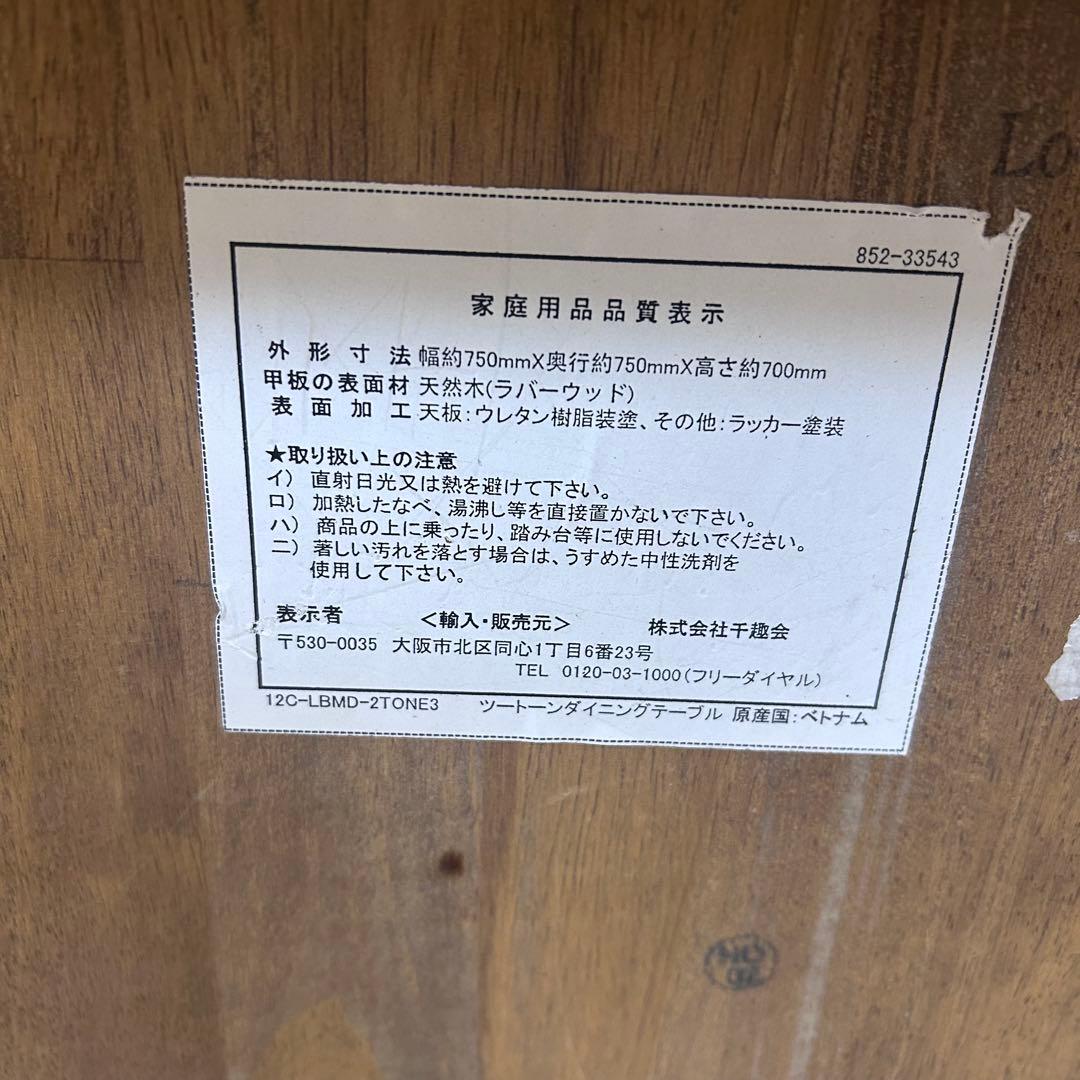 Lo
852-33543
家庭用品品質表示
外形寸法 幅約750mmX奥行約750mmX高さ約700mm
甲板の表面材 天然木(ラバーウッド)
表面加工 天板:ウレタン樹脂装塗、その他:ラッカー塗装
★取り扱い上の注意
イ) 直射日光又は熱を避けて下さい。
ロ) 加熱したなべ、湯沸し等を直接置かないで下さい。
ハ) 商品の上に乗ったり、踏み台等に使用しないでください。
ニ) 著しい汚れを落とす場合は、うすめた中性洗剤を
使用して下さい。
表示者 <輸入・販売元> 株式会社千趣会
〒530-0035 大阪市北区同心1丁目6番23号
TEL 0120-03-1000(フリーダイヤル)
12C-LBMD-2TONE3 ツートーンダイニングテーブル 原産国:ベトナム